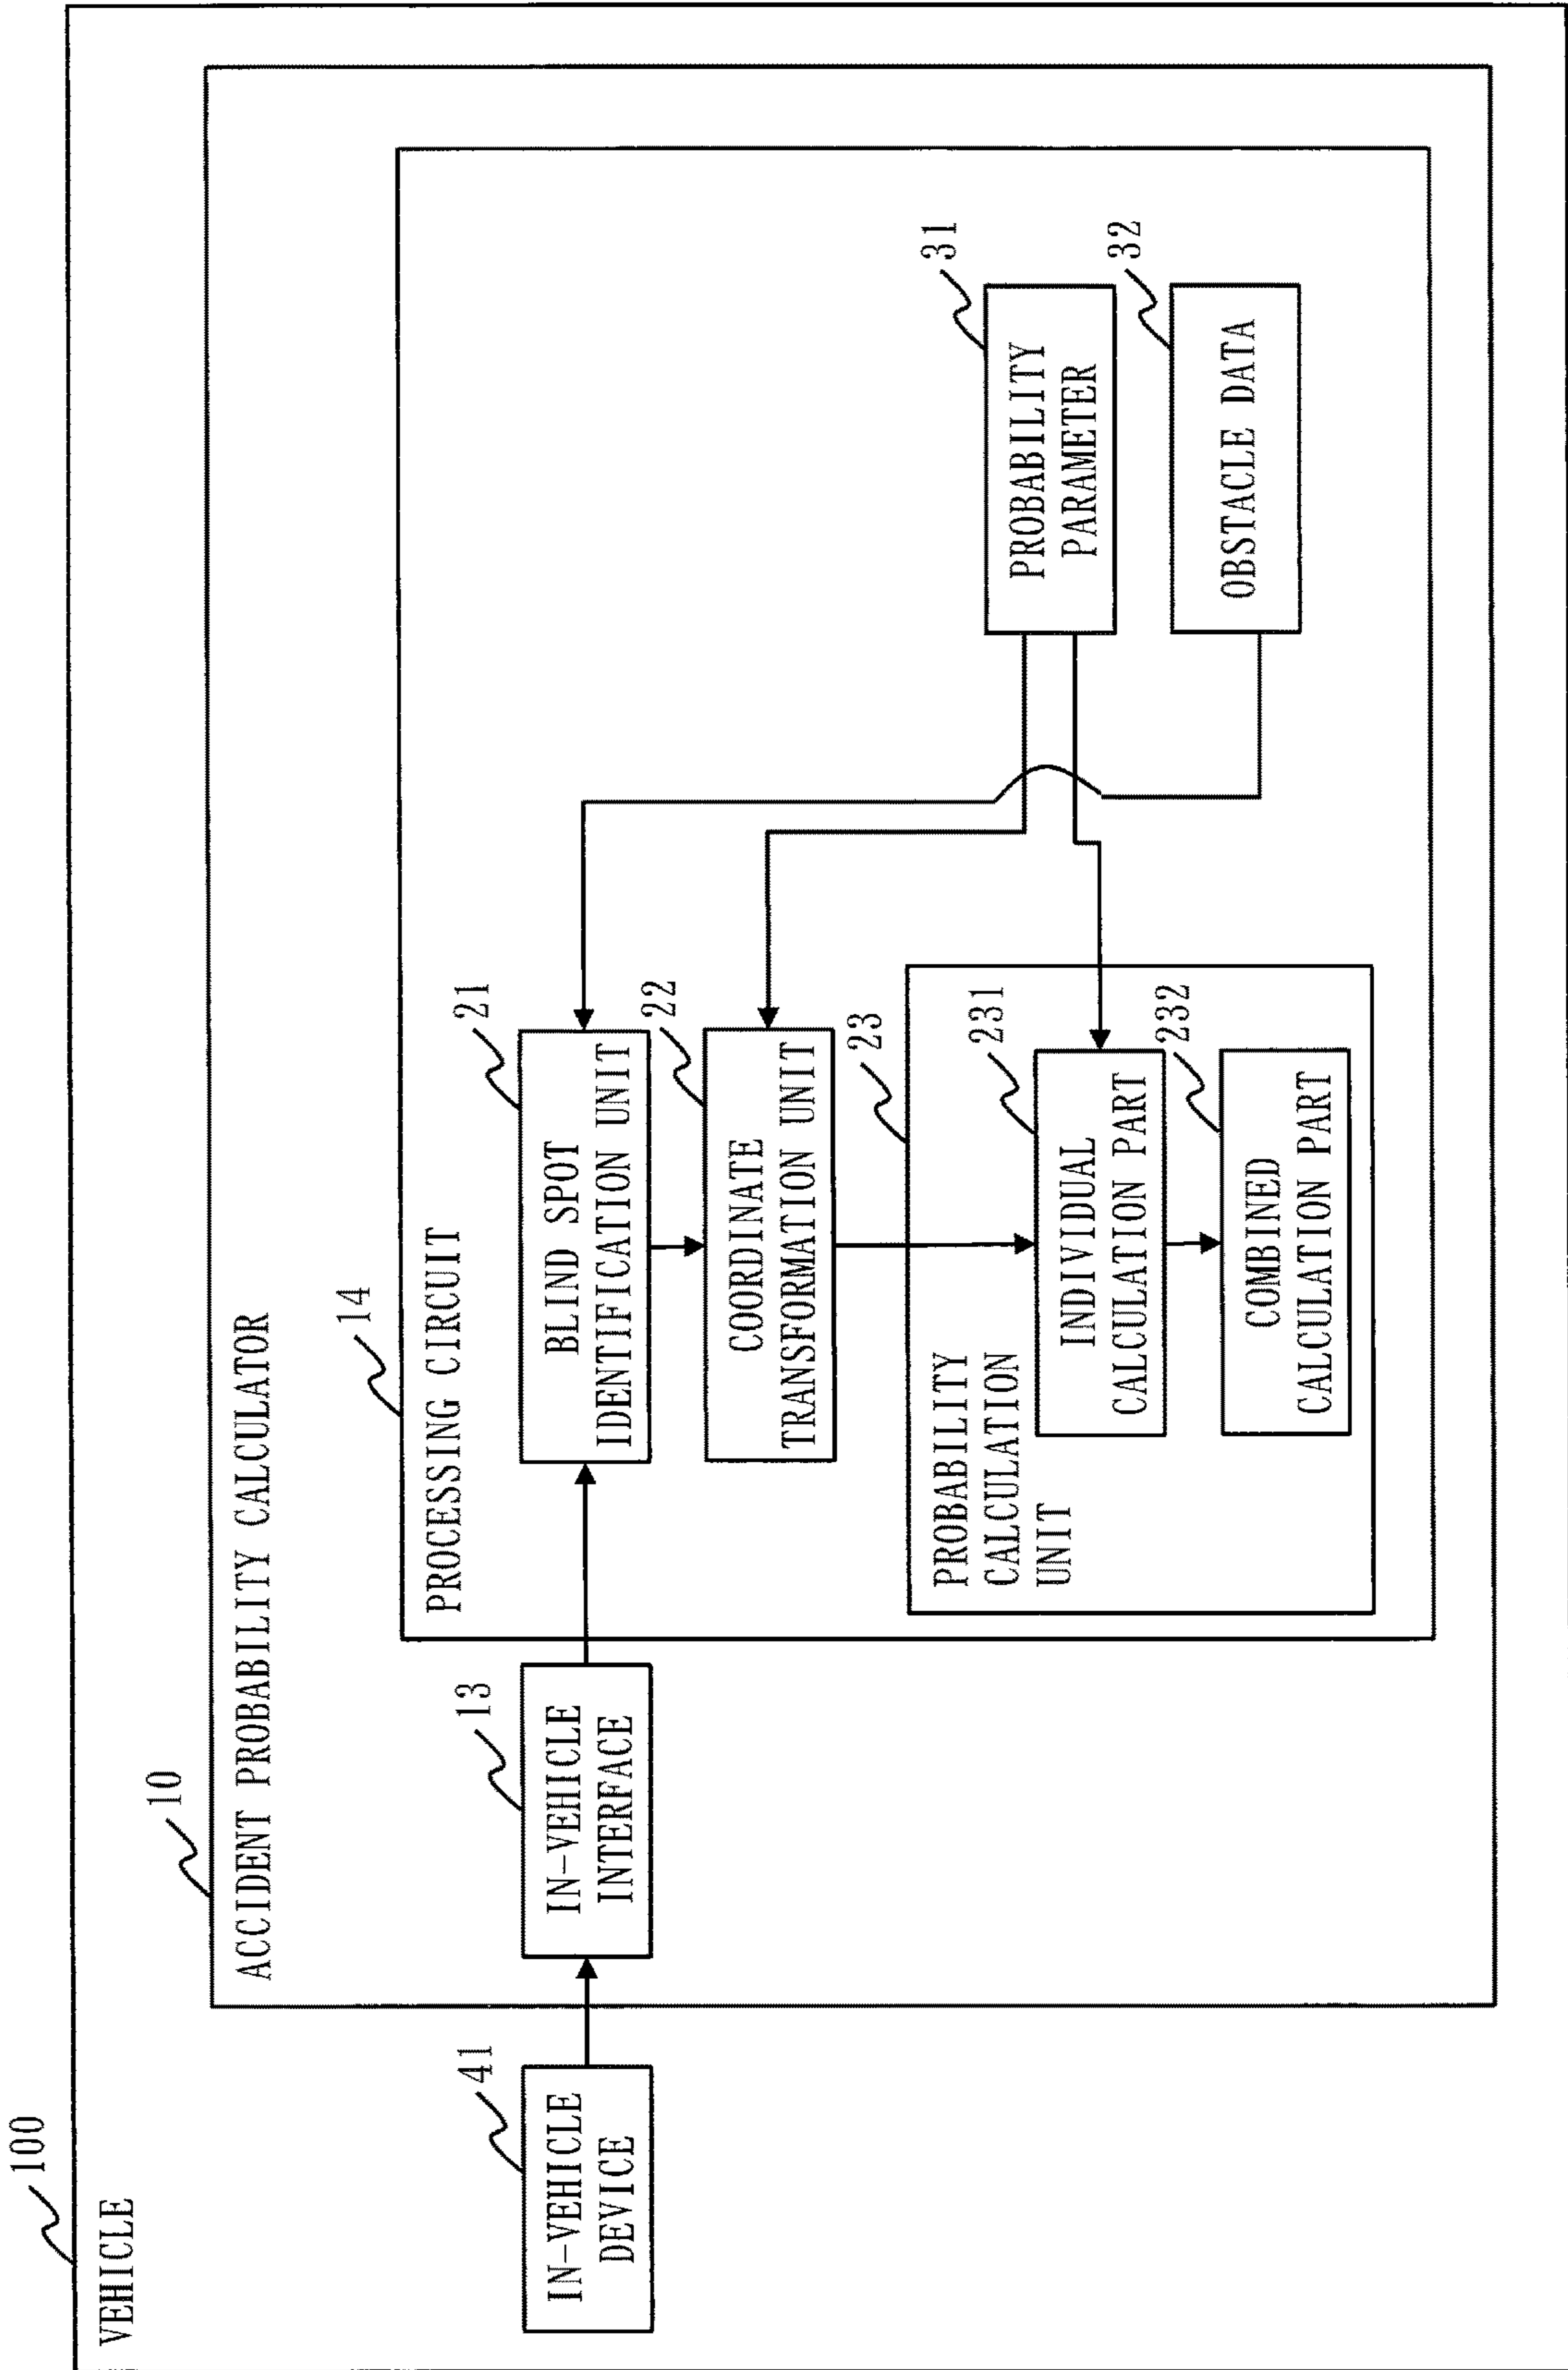 100
VEHICLE
10
ACCIDENT PROBABILITY CALCULATOR
14
PROCESSING CIRCUIT
41
IN-VEHICLE
DEVICE
13
IN-VEHICLE
INTERFACE
21
BLIND SPOT
IDENTIFICATION UNIT
22
COORDINATE
TRANSFORMATION UNIT
23
PROBABILITY
CALCULATION
UNIT
231
INDIVIDUAL
CALCULATION PART
232
COMBINED
CALCULATION PART
31
PROBABILITY
PARAMETER
32
OBSTACLE DATA